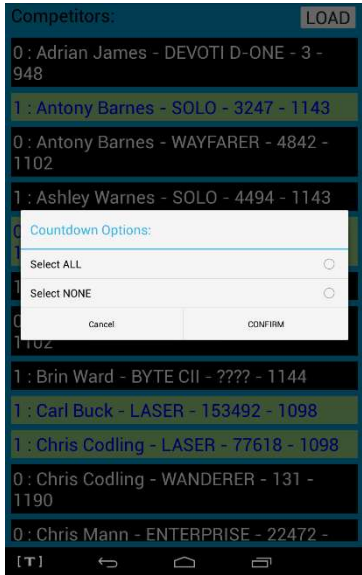 Competitors:
LOAD
0 : Adrian James - DEVOTI D-ONE - 3 -
948
1 : Antony Barnes - SOLO - 3247 - 1143
0 : Antony Barnes - WAYFARER - 4842 -
1102
1 : Ashley Warnes - SOLO - 4494 - 1143
Countdown Options:
Select ALL
Select NONE
Cancel
CONFIRM
1102
1 : Brin Ward - BYTE CII - ???? - 1144
1 : Carl Buck - LASER - 153492 - 1098
1 : Chris Codling - LASER - 77618 - 1098
0 : Chris Codling - WANDERER - 131 -
1190
0 : Chris Mann - ENTERPRISE - 22472 -
[T]